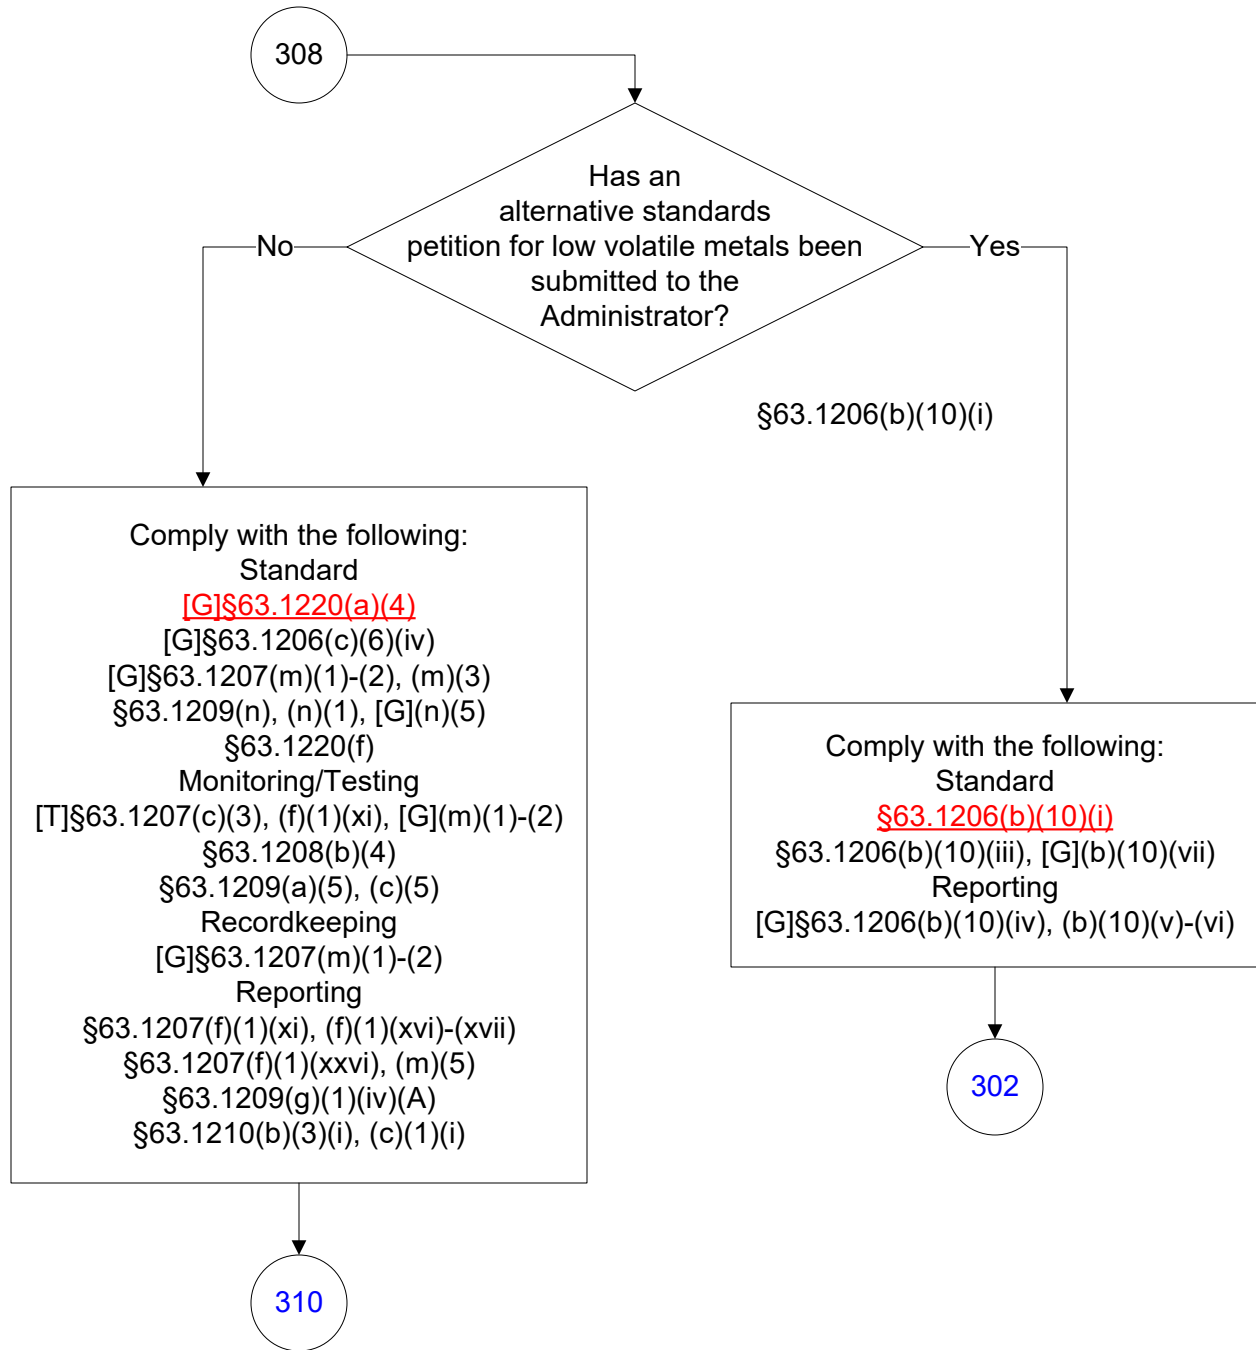 308
Has an
alternative standards
petition for low volatile metals been
submitted to the
Administrator?
No
Yes
§63.1206(b)(10)(i)
Comply with the following:
Standard
[G]§63.1220(a)(4)
[G]§63.1206(c)(6)(iv)
[G]§63.1207(m)(1)-(2), (m)(3)
§63.1209(n), (n)(1), [G](n)(5)
§63.1220(f)
Monitoring/Testing
[T]§63.1207(c)(3), (f)(1)(xi), [G](m)(1)-(2)
§63.1208(b)(4)
§63.1209(a)(5), (c)(5)
Recordkeeping
[G]§63.1207(m)(1)-(2)
Reporting
§63.1207(f)(1)(xi), (f)(1)(xvi)-(xvii)
§63.1207(f)(1)(xxvi), (m)(5)
§63.1209(g)(1)(iv)(A)
§63.1210(b)(3)(i), (c)(1)(i)
310
Comply with the following:
Standard
§63.1206(b)(10)(i)
§63.1206(b)(10)(iii), [G](b)(10)(vii)
Reporting
[G]§63.1206(b)(10)(iv), (b)(10)(v)-(vi)
302